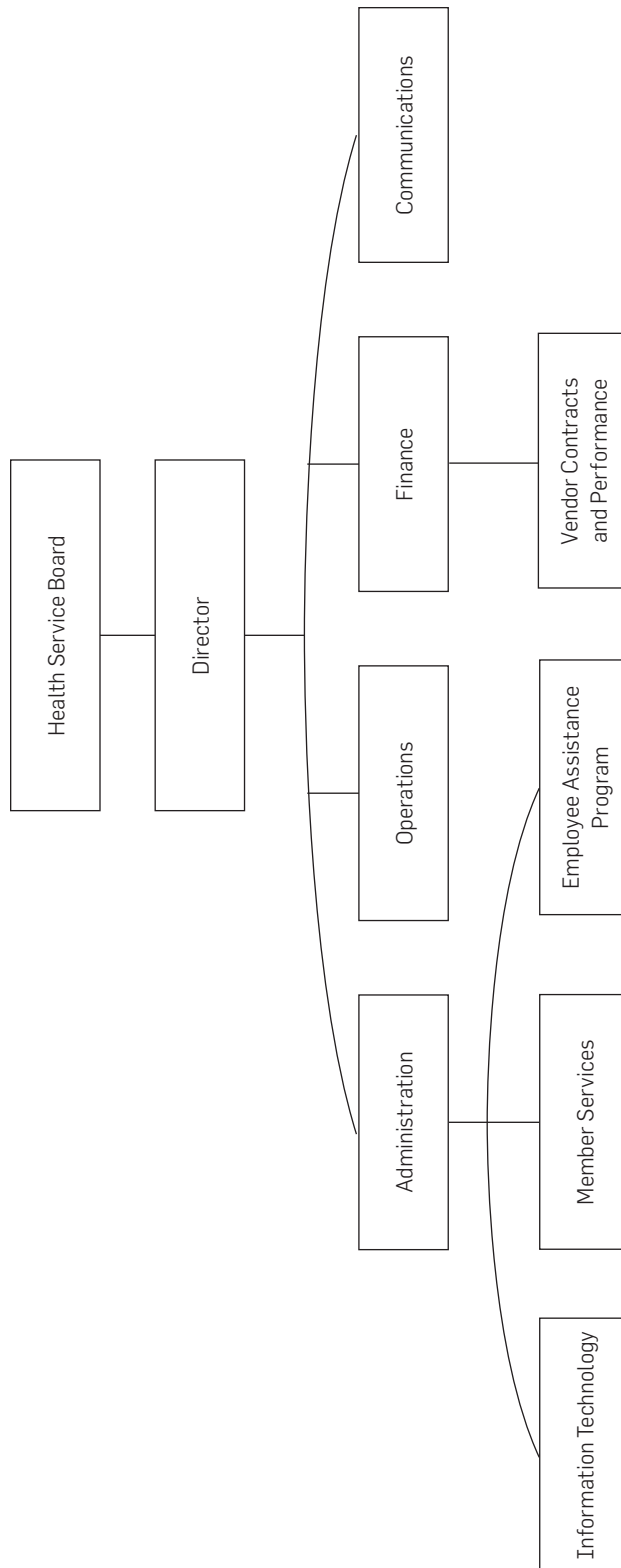 Health Service Board
Director
Administration
Operations
Finance
Communications
Information Technology
Member Services
Employee Assistance
Program
Vendor Contracts
and Performance